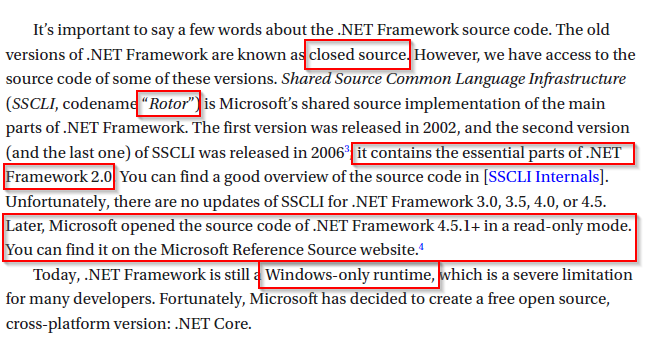 It’s important to say a few words about the .NET Framework source code. The old
versions of .NET Framework are known as closed source. However, we have access to the
source code of some of these versions. Shared Source Common Language Infrastructure
(SSCLI, codename “Rotor”) is Microsoft’s shared source implementation of the main
parts of .NET Framework. The first version was released in 2002, and the second version
(and the last one) of SSCLI was released in 2006³; it contains the essential parts of .NET
Framework 2.0. You can find a good overview of the source code in [SSCLI Internals].
Unfortunately, there are no updates of SSCLI for .NET Framework 3.0, 3.5, 4.0, or 4.5.
Later, Microsoft opened the source code of .NET Framework 4.5.1+ in a read-only mode.
You can find it on the Microsoft Reference Source website.⁴
Today, .NET Framework is still a Windows-only runtime, which is a severe limitation
for many developers. Fortunately, Microsoft has decided to create a free open source,
cross-platform version: .NET Core.